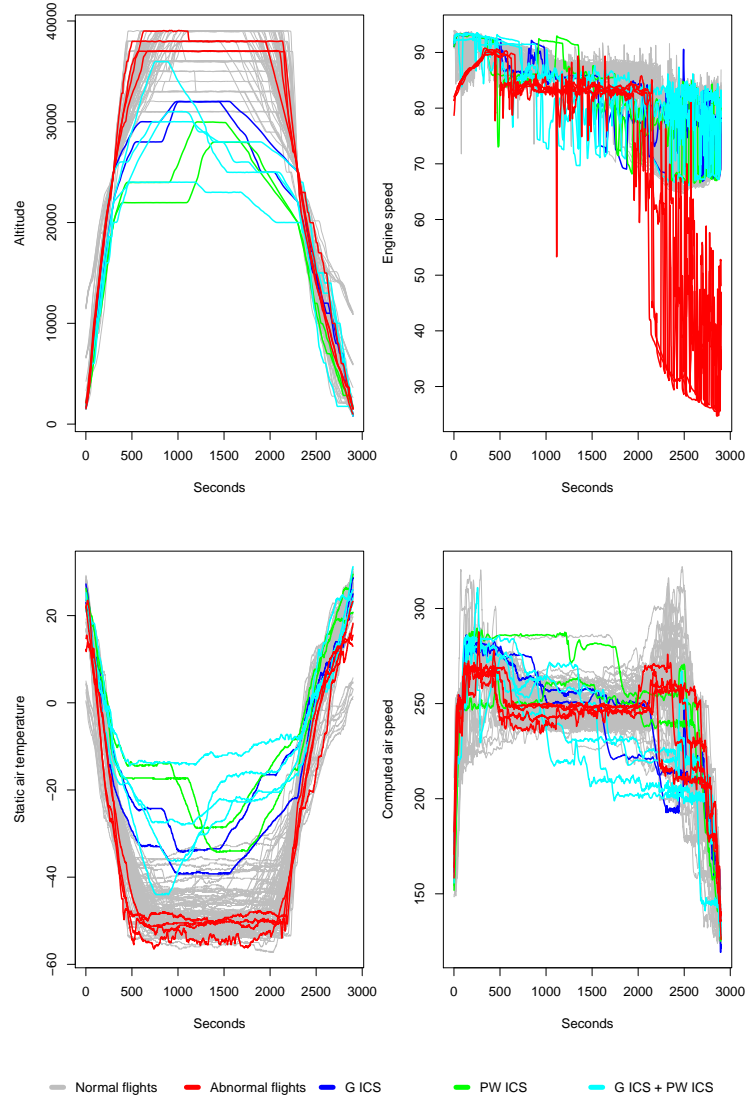 Altitude
0
10000
20000
30000
40000
0 500 1000 1500 2000 2500 3000
Seconds
Engine speed
30
40
50
60
70
80
90
0 500 1000 1500 2000 2500 3000
Seconds
Static air temperature
-60
-40
-20
0
20
0 500 1000 1500 2000 2500 3000
Seconds
Computed air speed
150
200
250
300
0 500 1000 1500 2000 2500 3000
Seconds
Normal flights
Abnormal flights
G ICS
PW ICS
G ICS + PW ICS